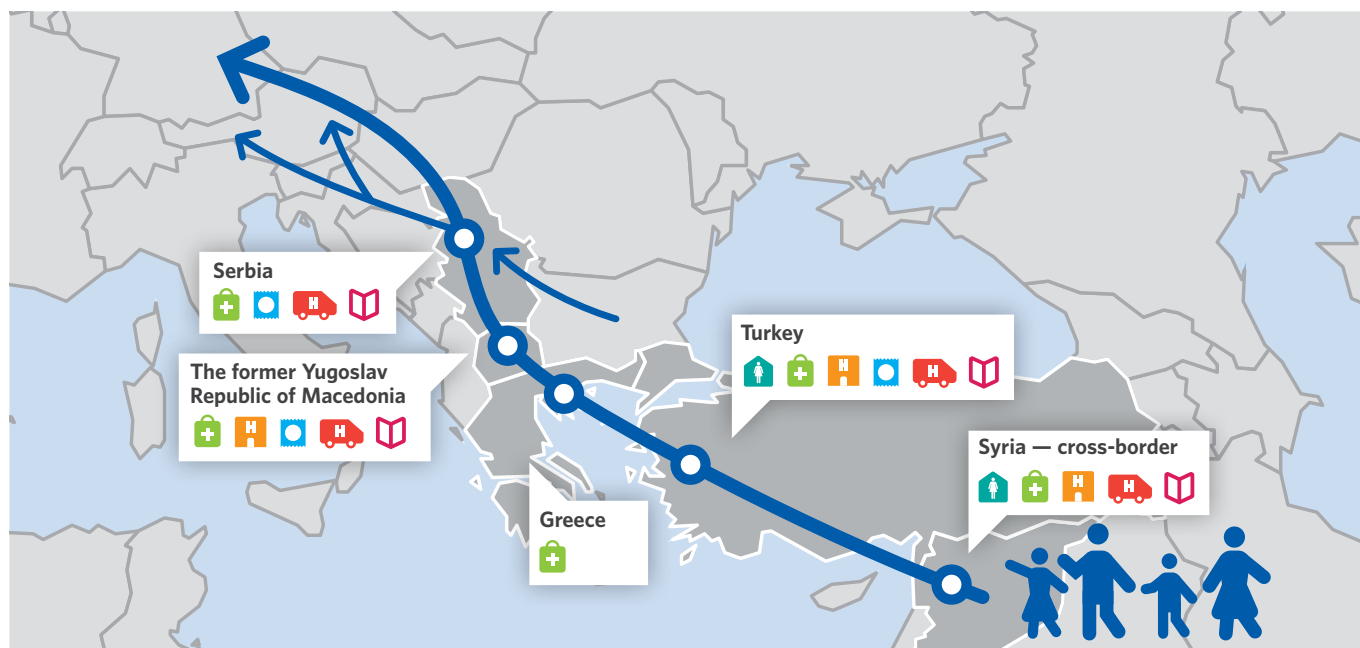 Serbia
H
The former Yugoslav
Republic of Macedonia
H
H
Greece
Turkey
H
H
Syria — cross-border
H
H